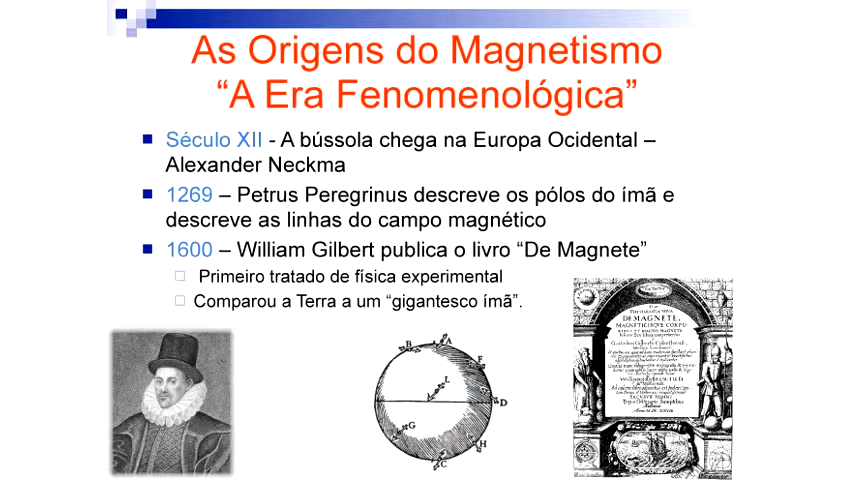 As Origens do Magnetismo
“A Era Fenomenológica”
Século XII - A bússola chega na Europa Ocidental –
Alexander Neckma
1269 – Petrus Peregrinus descreve os pólos do ímã e
descreve as linhas do campo magnético
1600 – William Gilbert publica o livro “De Magnete”
Primeiro tratado de física experimental
Comparou a Terra a um “gigantesco ímã”.
A
B
F
L
D
G
H
C
DE MAGNETE,